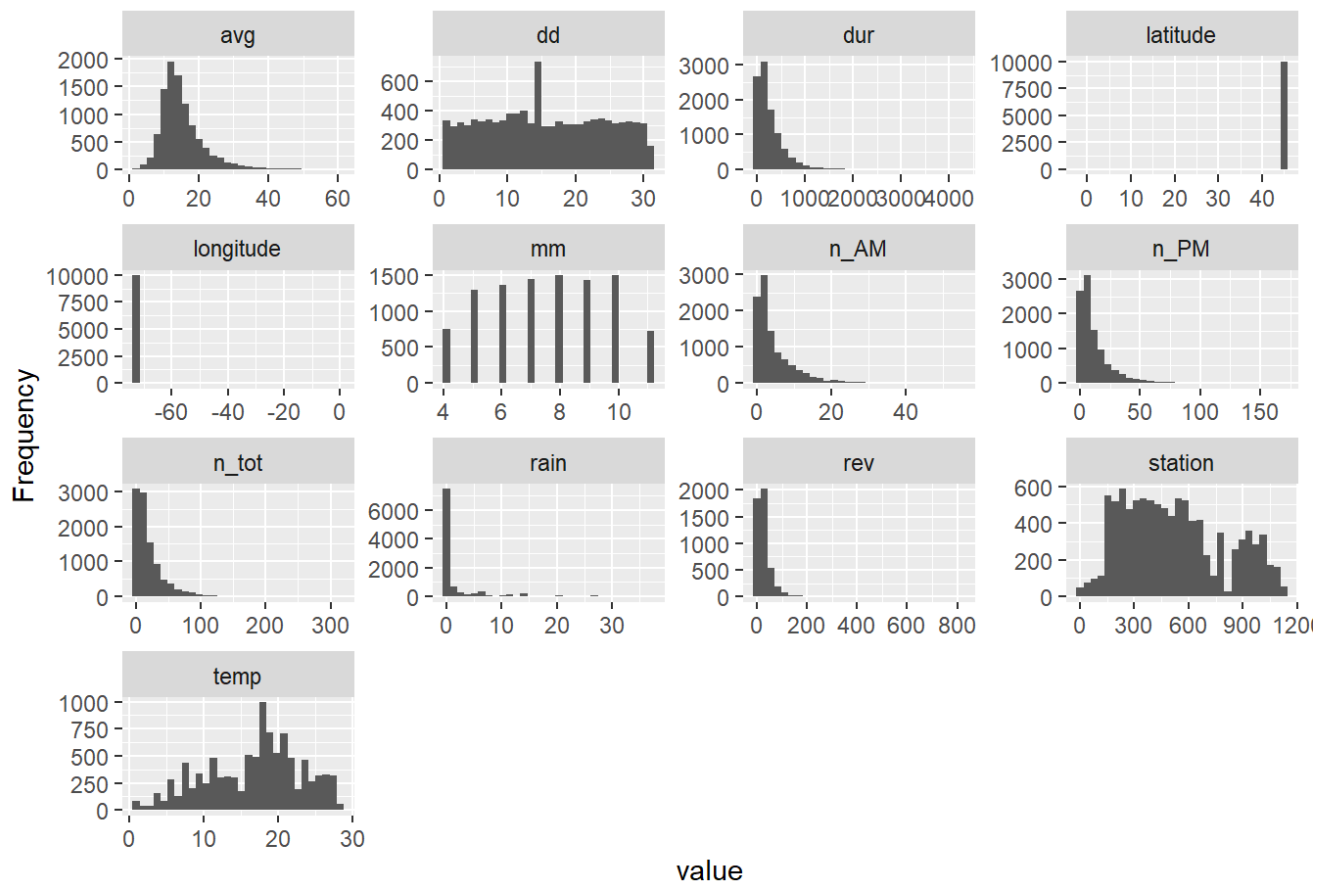 avg dd dur latitude
2000 1500 1000 500 0
600 400 200 0
3000 2000 1000 0
10000 7500 5000 2500 0
0 20 40 60
0 10 20 30
0 1000 2000 3000 4000
0 10 20 30 40
longitude mm n_AM n_PM
10000 7500 5000 2500 0
1500 1000 500 0
3000 2000 1000 0
3000 2000 1000 0
-60 -40 -20 0
4 6 8 10
0 20 40
0 50 100 150
Frequency
n_tot rain rev station
3000 2000 1000 0
6000 4000 2000 0
2000 1500 1000 500 0
600 400 200 0
0 100 200 300
0 10 20 30
0 200 400 600 800
0 300 600 900 120
temp
1000 750 500 250 0
0 10 20 30
value